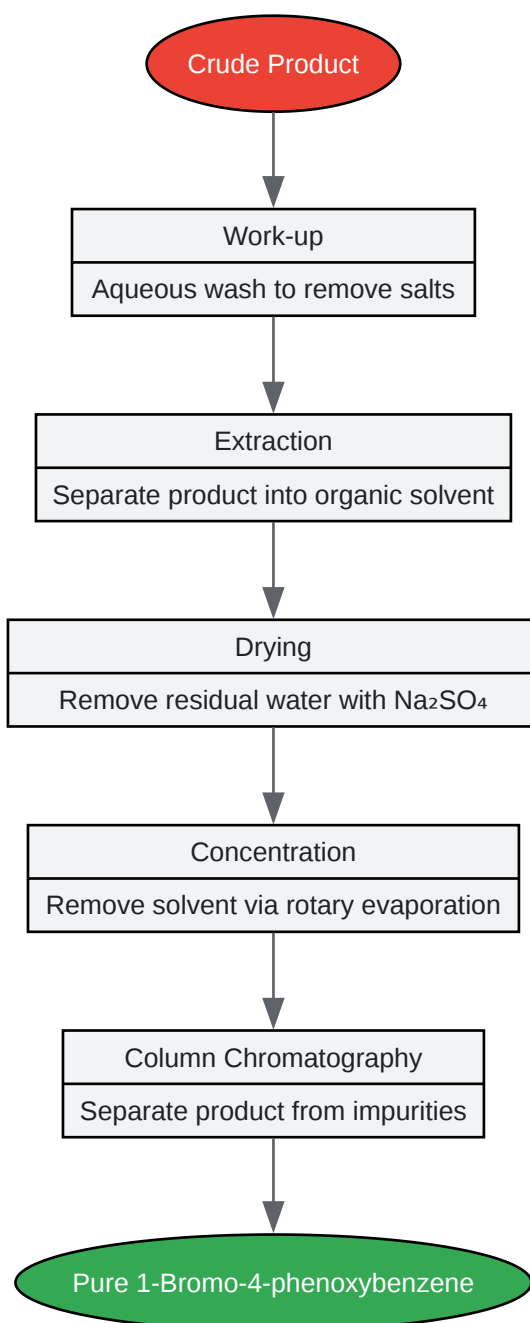 Crude Product
Work-up
Aqueous wash to remove salts
Extraction
Separate product into organic solvent
Drying
Remove residual water with Na₂SO₄
Concentration
Remove solvent via rotary evaporation
Column Chromatography
Separate product from impurities
Pure 1-Bromo-4-phenoxybenzene